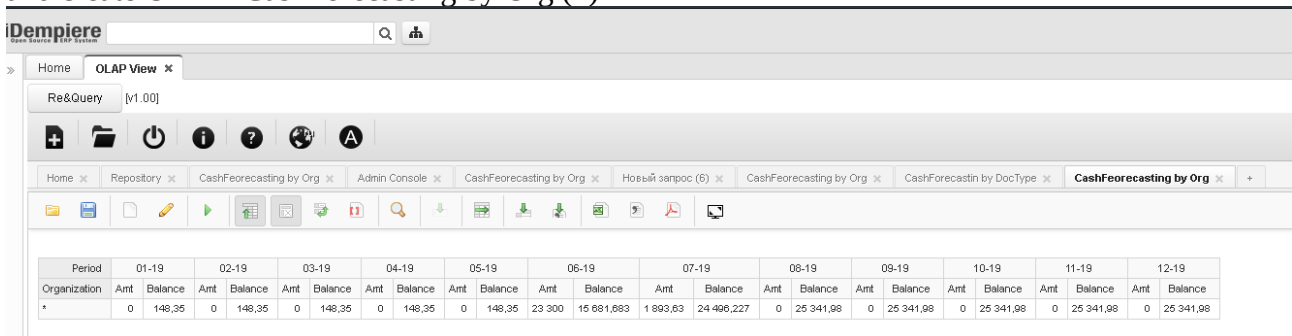 iDempiere
Open Source ERP System
Home OLAP View
Re&Query [v1.00]
Home Repository CashFeorecasting by Org Admin Console CashFeorecasting by Org Новый запрос (6) CashFeorecasting by Org CashForecastin by DocType CashFeorecasting by Org +
Period 01-19 02-19 03-19 04-19 05-19 06-19 07-19 08-19 09-19 10-19 11-19 12-19
Organization Amt Balance Amt Balance Amt Balance Amt Balance Amt Balance Amt Balance Amt Balance Amt Balance Amt Balance Amt Balance Amt Balance Amt Balance
* 0 148,35 0 148,35 0 148,35 0 148,35 0 148,35 23 300 15 681,683 1 893,63 24 496,227 0 25 341,98 0 25 341,98 0 25 341,98 0 25 341,98 0 25 341,98